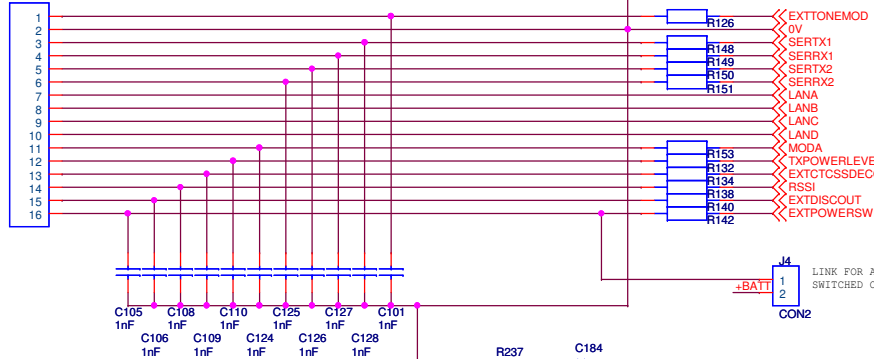 1 EXTTONEMOD
R126
2 0V
3 SERTX1
R148
4 SERRX1
R149
5 SERTX2
R150
6 SERRX2
R151
7 LANA
8 LANB
9 LANC
10 LAND
11 MODA
R153
12 TXPOWERLEVE
R132
13 EXTCTCSSDEC
R134
14 RSSI
R138
15 EXTDISCOUT
R140
16 EXTPOWERSW
R142
J4
LINK FOR A
1
SWITCHED
+BATT 2
CON2
C105 C108 C110 C125 C127 C101
1nF 1nF 1nF 1nF 1nF 1nF
C106 C109 C124 C126 C128
1nF 1nF 1nF 1nF 1nF
R237 C184